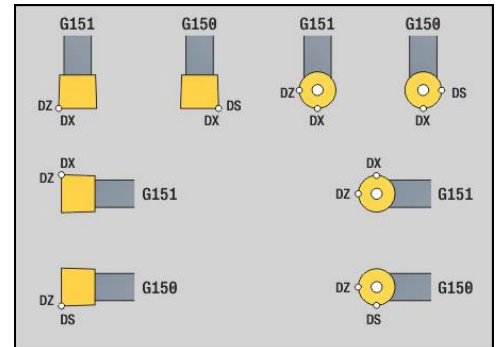 G151 G150 G151 G150
DZ DS DZ DS
DX DX DX DX
DX DX
DZ G151 DZ G151
DZ G150 DZ G150
DS DS